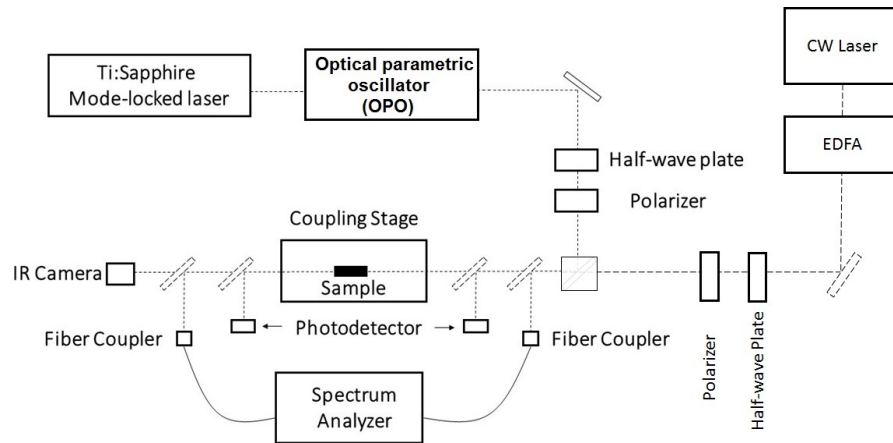 CW Laser
Ti:Sapphire
Mode-locked laser
Optical parametric
oscillator
(OPO)
EDFA
Half-wave plate
Polarizer
Coupling Stage
IR Camera
Sample
Fiber Coupler
Photodetector
Fiber Coupler
Polarizer
Half-wave Plate
Spectrum
Analyzer